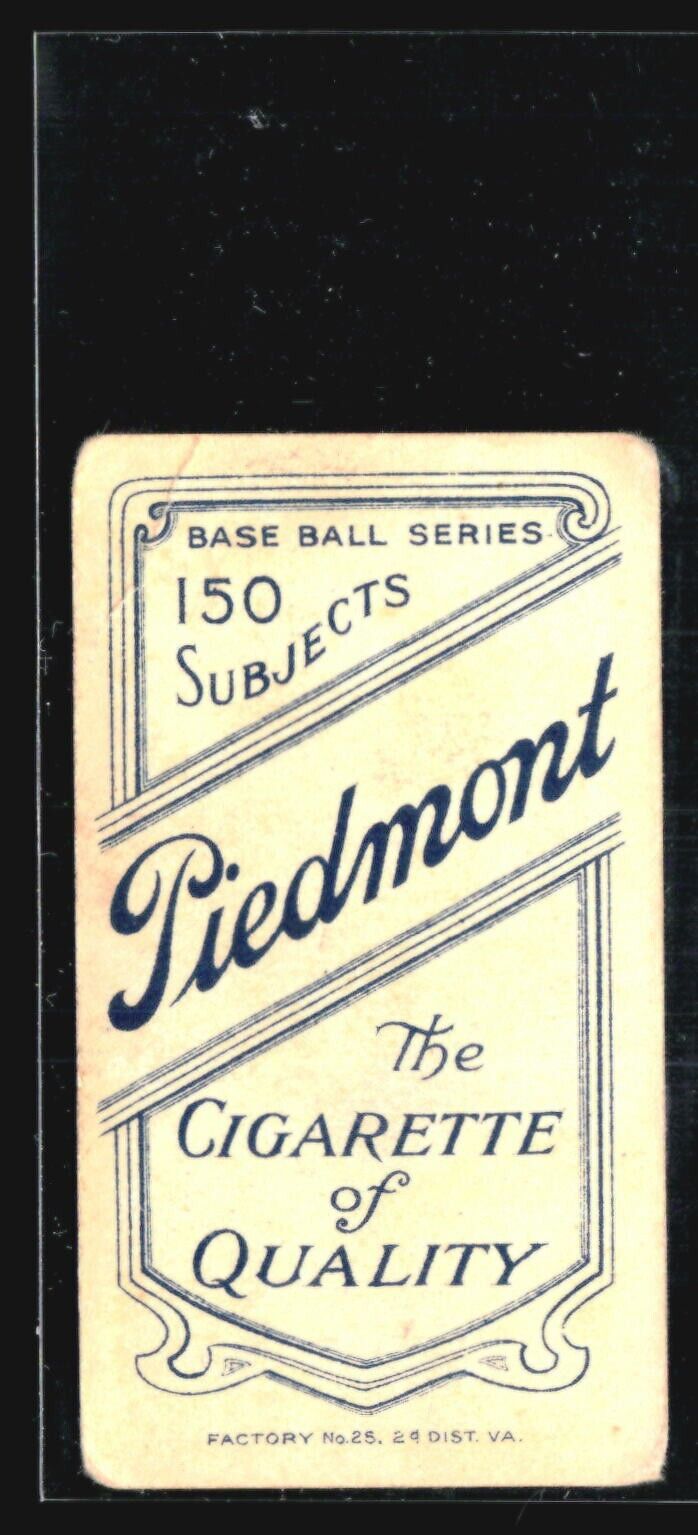 BASE BALL SERIES
150
SUBJECTS
Piedmont
The
CIGARETTE
of
QUALITY
FACTORY No.25, 2d DIST. VA.